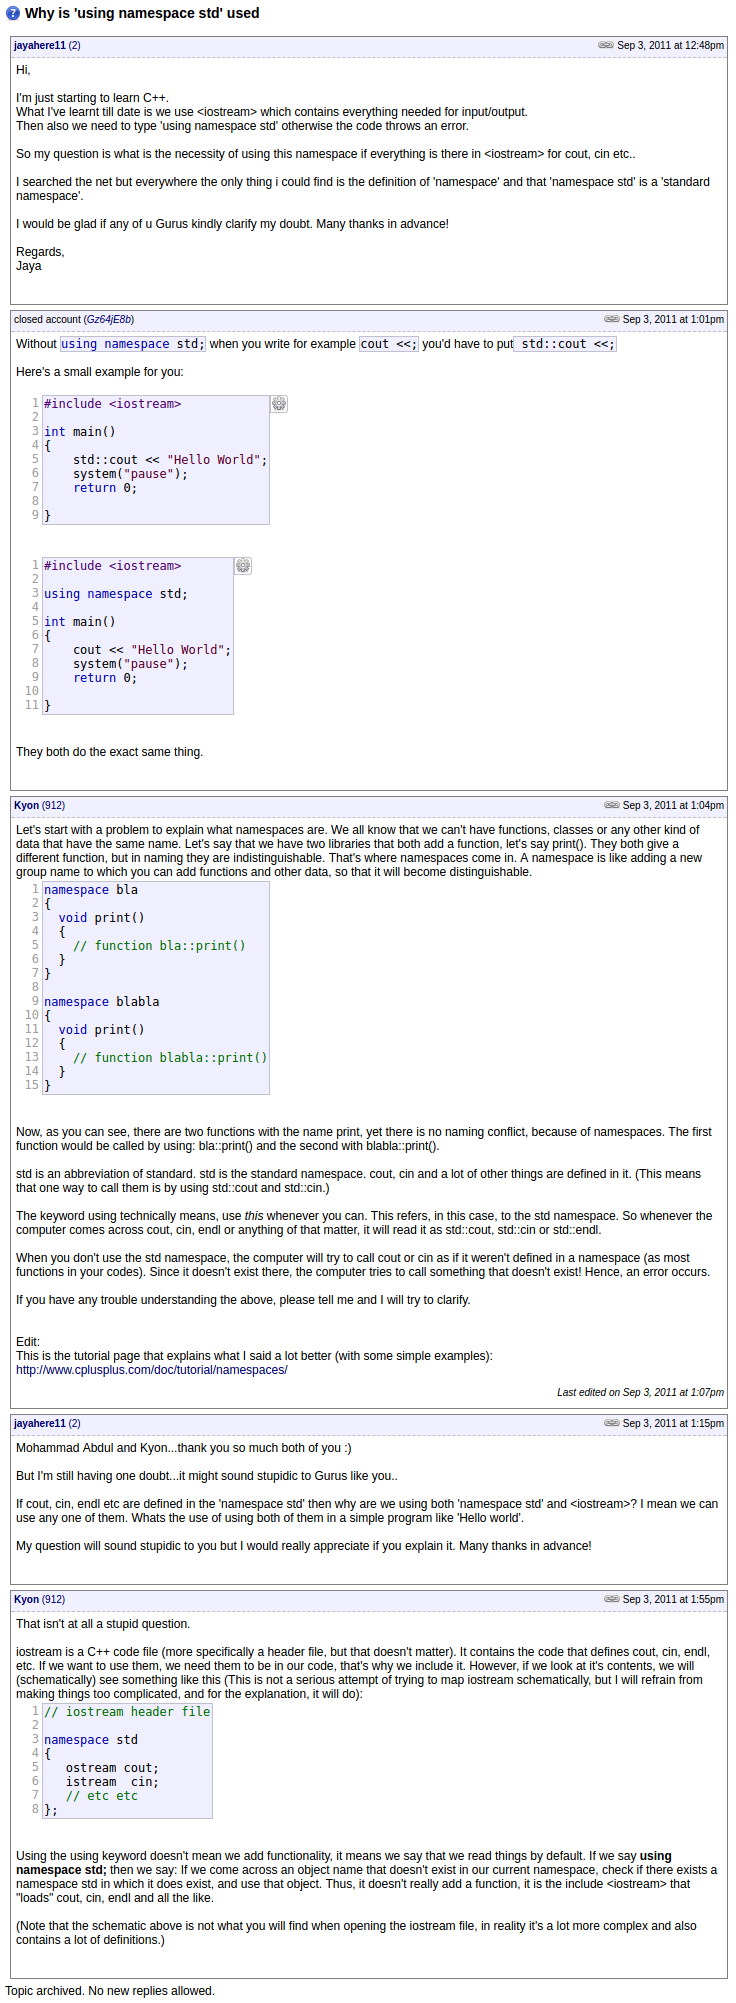 Why is 'using namespace std' used
jayahere11 (2) Sep 3, 2011 at 12:48pm
Hi,
I'm just starting to learn C++.
What I've learnt till date is we use <iostream> which contains everything needed for input/output.
Then also we need to type 'using namespace std' otherwise the code throws an error.
So my question is what is the necessity of using this namespace if everything is there in <iostream> for cout, cin etc..
I searched the net but everywhere the only thing i could find is the definition of 'namespace' and that 'namespace std' is a 'standard
namespace'.
I would be glad if any of u Gurus kindly clarify my doubt. Many thanks in advance!
Regards,
Jaya
closed account (Gz64jE8b) Sep 3, 2011 at 1:01pm
Without using namespace std; when you write for example cout <<; you'd have to put std::cout <<;
Here's a small example for you:
1 #include <iostream>
2
3 int main()
4 {
5     std::cout << "Hello World";
6     system("pause");
7     return 0;
8
9 }
1 #include <iostream>
2
3 using namespace std;
4
5 int main()
6 {
7     cout << "Hello World";
8     system("pause");
9     return 0;
10
11 }
They both do the exact same thing.
Kyon (912) Sep 3, 2011 at 1:04pm
Let's start with a problem to explain what namespaces are. We all know that we can't have functions, classes or any other kind of
data that have the same name. Let's say that we have two libraries that both add a function, let's say print(). They both give a
different function, but in naming they are indistinguishable. That's where namespaces come in. A namespace is like adding a new
group name to which you can add functions and other data, so that it will become distinguishable.
1 namespace bla
2 {
3   void print()
4   {
5     // function bla::print()
6   }
7 }
8
9 namespace blabla
10 {
11   void print()
12   {
13     // function blabla::print()
14   }
15 }
Now, as you can see, there are two functions with the name print, yet there is no naming conflict, because of namespaces. The first
function would be called by using: bla::print() and the second with blabla::print().
std is an abbreviation of standard. std is the standard namespace. cout, cin and a lot of other things are defined in it. (This means
that one way to call them is by using std::cout and std::cin.)
The keyword using technically means, use this whenever you can. This refers, in this case, to the std namespace. So whenever the
computer comes across cout, cin, endl or anything of that matter, it will read it as std::cout, std::cin or std::endl.
When you don't use the std namespace, the computer will try to call cout or cin as if it weren't defined in a namespace (as most
functions in your codes). Since it doesn't exist there, the computer tries to call something that doesn't exist! Hence, an error occurs.
If you have any trouble understanding the above, please tell me and I will try to clarify.
Edit:
This is the tutorial page that explains what I said a lot better (with some simple examples):
http://www.cplusplus.com/doc/tutorial/namespaces/
Last edited on Sep 3, 2011 at 1:07pm
jayahere11 (2) Sep 3, 2011 at 1:15pm
Mohammad Abdul and Kyon...thank you so much both of you :)
But I'm still having one doubt...it might sound stupidic to Gurus like you..
If cout, cin, endl etc are defined in the 'namespace std' then why are we using both 'namespace std' and <iostream>? I mean we can
use any one of them. Whats the use of using both of them in a simple program like 'Hello world'.
My question will sound stupidic to you but I would really appreciate if you explain it. Many thanks in advance!
Kyon (912) Sep 3, 2011 at 1:55pm
That isn't at all a stupid question.
iostream is a C++ code file (more specifically a header file, but that doesn't matter). It contains the code that defines cout, cin, endl,
etc. If we want to use them, we need them to be in our code, that's why we include it. However, if we look at it's contents, we will
(schematically) see something like this (This is not a serious attempt of trying to map iostream schematically, but I will refrain from
making things too complicated, and for the explanation, it will do):
1 // iostream header file
2
3 namespace std
4 {
5    ostream cout;
6    istream  cin;
7    // etc etc
8 };
Using the using keyword doesn't mean we add functionality, it means we say that we read things by default. If we say using
namespace std; then we say: If we come across an object name that doesn't exist in our current namespace, check if there exists a
namespace std in which it does exist, and use that object. Thus, it doesn't really add a function, it is the include <iostream> that
"loads" cout, cin, endl and all the like.
(Note that the schematic above is not what you will find when opening the iostream file, in reality it's a lot more complex and also
contains a lot of definitions.)
Topic archived. No new replies allowed.